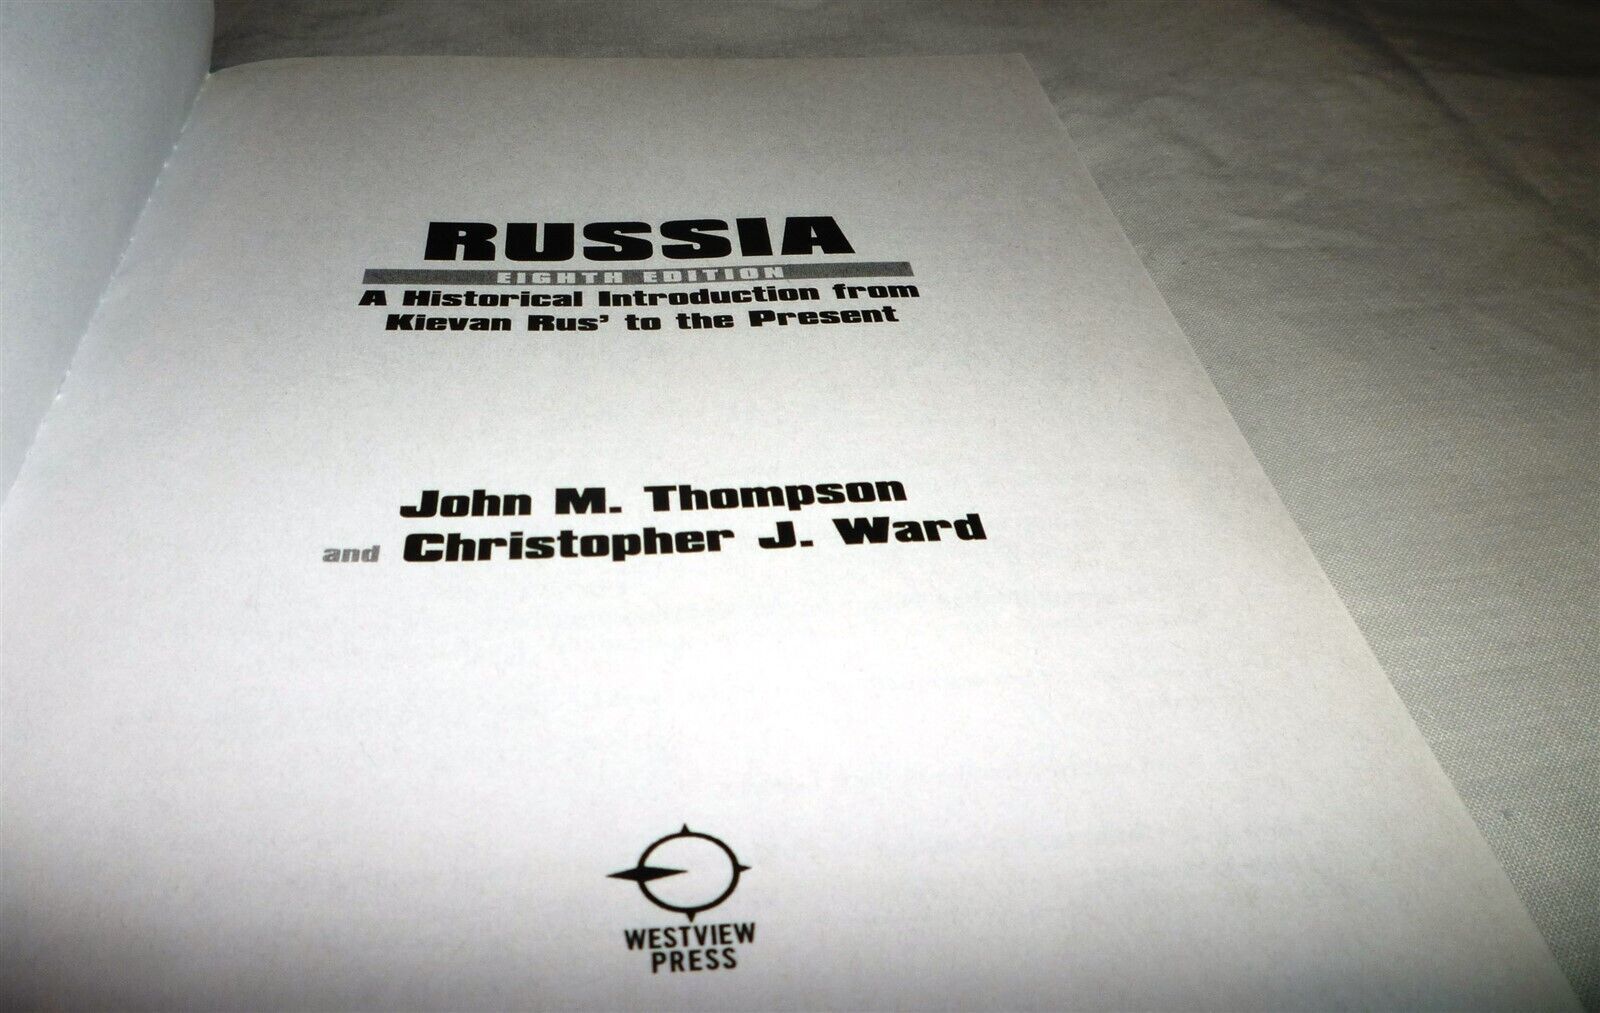 RUSSIA
EIGHTH EDITION
A Historical Introduction from
Kievan Rus' to the Present
John M. Thompson
and Christopher J. Ward
WESTVIEW
PRESS